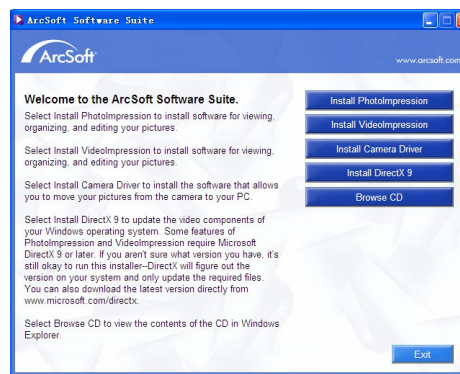 ArcSoft Software Suite
ArcSoft
www.arcsoft.com
Welcome to the ArcSoft Software Suite.
Select Install PhotoImpression to install software for viewing,
organizing, and editing your pictures.
Select Install VideoImpression to install software for viewing,
organizing, and editing your pictures.
Select Install Camera Driver to install the software that allows
you to move your pictures from the camera to your PC.
Select Install DirectX 9 to update the video components of
your Windows operating system. Some features of
PhotoImpression and VideoImpression require Microsoft
DirectX 9 or later. If you aren't sure what version you have, it's
still okay to run this installer--DirectX will figure out the
version on your system and only update the required files.
You can also download the latest version directly from
www.microsoft.com/directx.
Select Browse CD to view the contents of the CD in Windows
Explorer.
Install PhotoImpression
Install VideoImpression
Install Camera Driver
Install DirectX 9
Browse CD
Exit